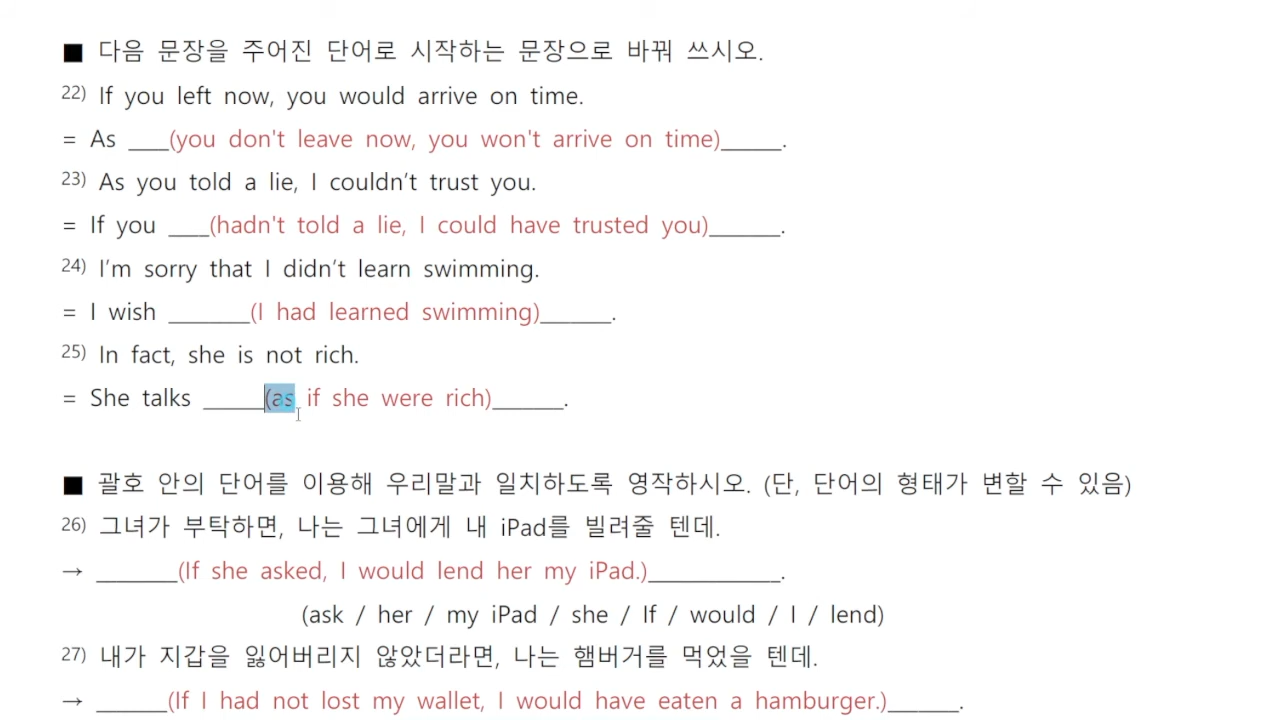 ■ 다음 문장을 주어진 단어로 시작하는 문장으로 바꿔 쓰시오.
22) If you left now, you would arrive on time.
= As ____(you don't leave now, you won't arrive on time)______.
23) As you told a lie, I couldn’t trust you.
= If you ____(hadn't told a lie, I could have trusted you)_______.
24) I’m sorry that I didn’t learn swimming.
= I wish ________(I had learned swimming)_______.
25) In fact, she is not rich.
= She talks ______(as if she were rich)_______.
■ 괄호 안의 단어를 이용해 우리말과 일치하도록 영작하시오. (단, 단어의 형태가 변할 수 있음)
26) 그녀가 부탁하면, 나는 그녀에게 내 iPad를 빌려줄 텐데.
→ ________(If she asked, I would lend her my iPad.)_____________.
(ask / her / my iPad / she / If / would / I / lend)
27) 내가 지갑을 잃어버리지 않았더라면, 나는 햄버거를 먹었을 텐데.
→ _______(If I had not lost my wallet, I would have eaten a hamburger.)_______.